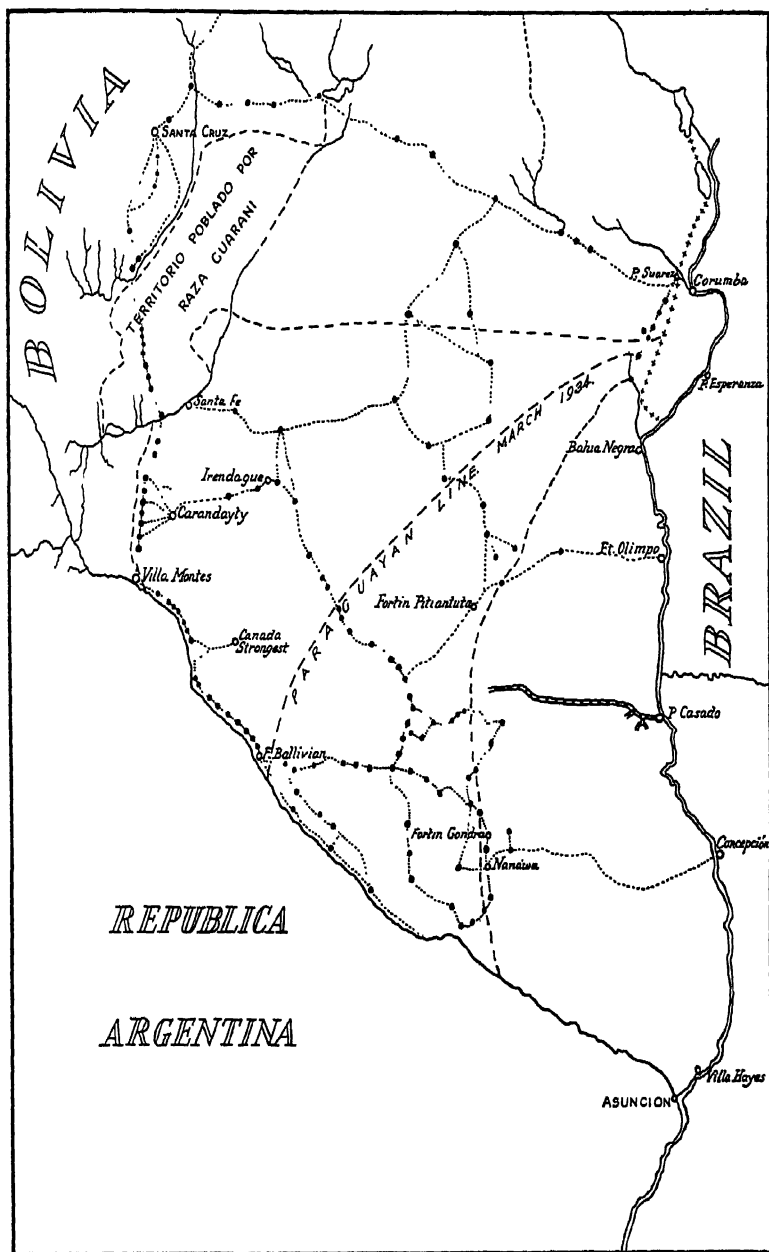 BOLIVIA
SANTA CRUZ
TERRITORIO POBLADO POR
RAZA GUARANI
P. Suarez
Corumba
P. Esperanza
Santa Fe
PARAGUAYAN LINE MARCH 1934.
Bahia Negra
BRAZIL
Irendague
Carandayty
Ft. Olimpo
Villa Montes
Fortin Pitiantuta
Canada
Strongest
P. Casado
F. Ballivian
Fortin Gondra
Concepción
Nanawa
REPUBLICA
ARGENTINA
Villa Hayes
ASUNCION